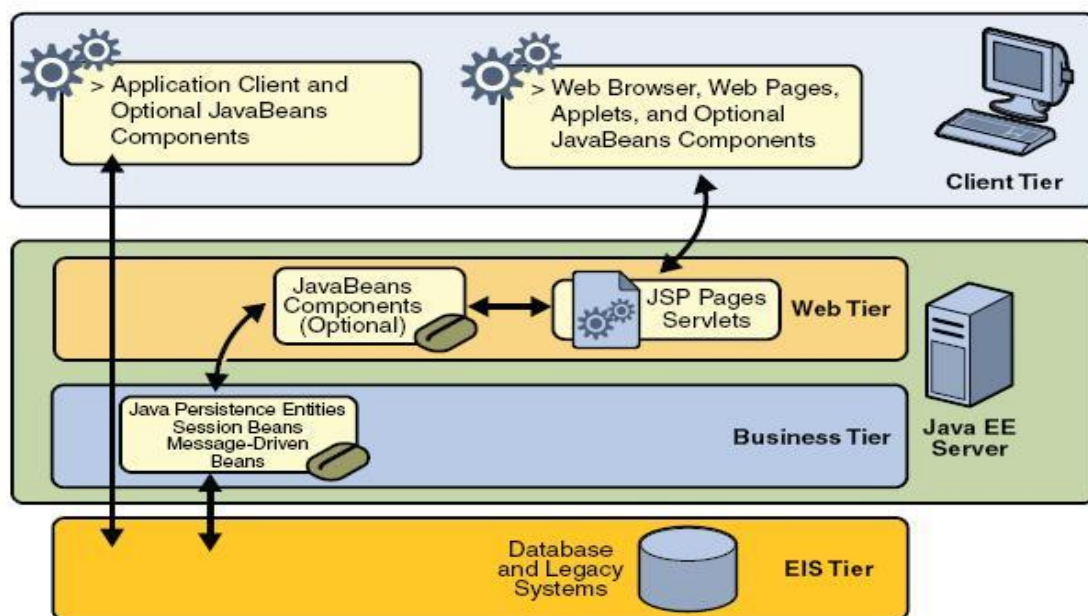 > Application Client and
Optional JavaBeans
Components
> Web Browser, Web Pages,
Applets, and Optional
JavaBeans Components
Client Tier
JavaBeans
Components
(Optional)
JSP Pages
Servlets
Web Tier
Java Persistence Entities
Session Beans
Message-Driven
Beans
Business Tier
Java EE
Server
Database
and Legacy
Systems
EIS Tier